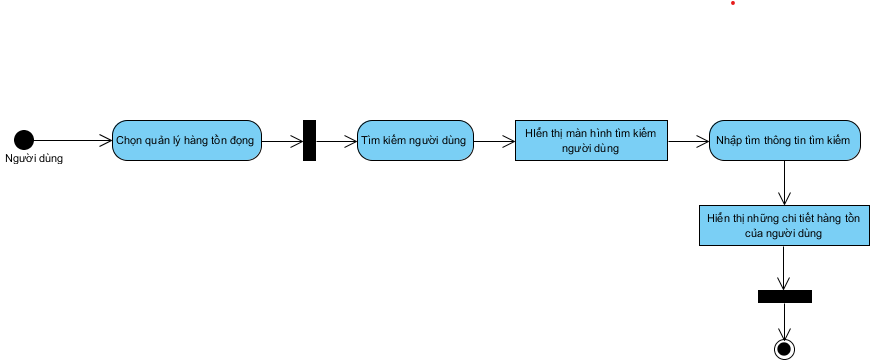 Người dùng
Chọn quản lý hàng tồn đọng
Tìm kiếm người dùng
HIển thị màn hình tìm kiếm
người dùng
Nhập tìm thông tin tìm kiếm
Hiển thị những chi tiết hàng tồn
của người dùng